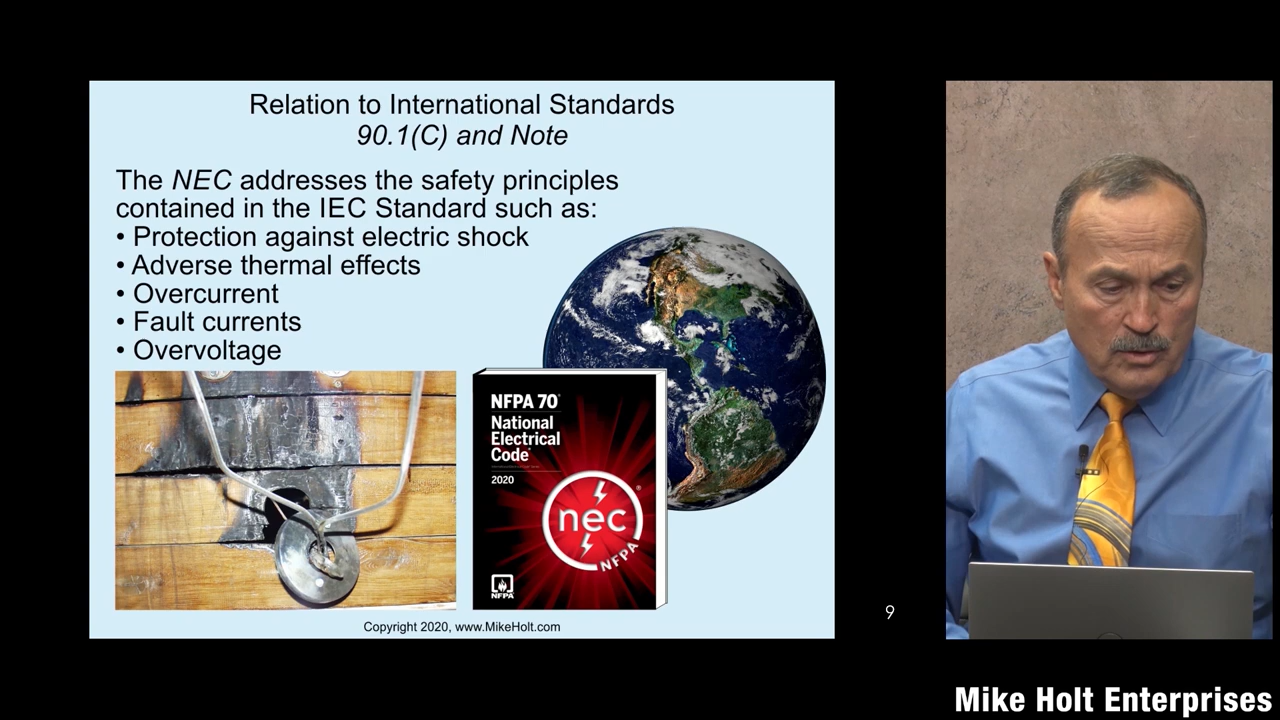 Relation to International Standards
90.1(C) and Note
The NEC addresses the safety principles
contained in the IEC Standard such as:
• Protection against electric shock
• Adverse thermal effects
• Overcurrent
• Fault currents
• Overvoltage
NFPA 70
National
Electrical
Code
2020
nec
NFPA
NFPA
Copyright 2020, www.MikeHolt.com
9
Mike Holt Enterprises